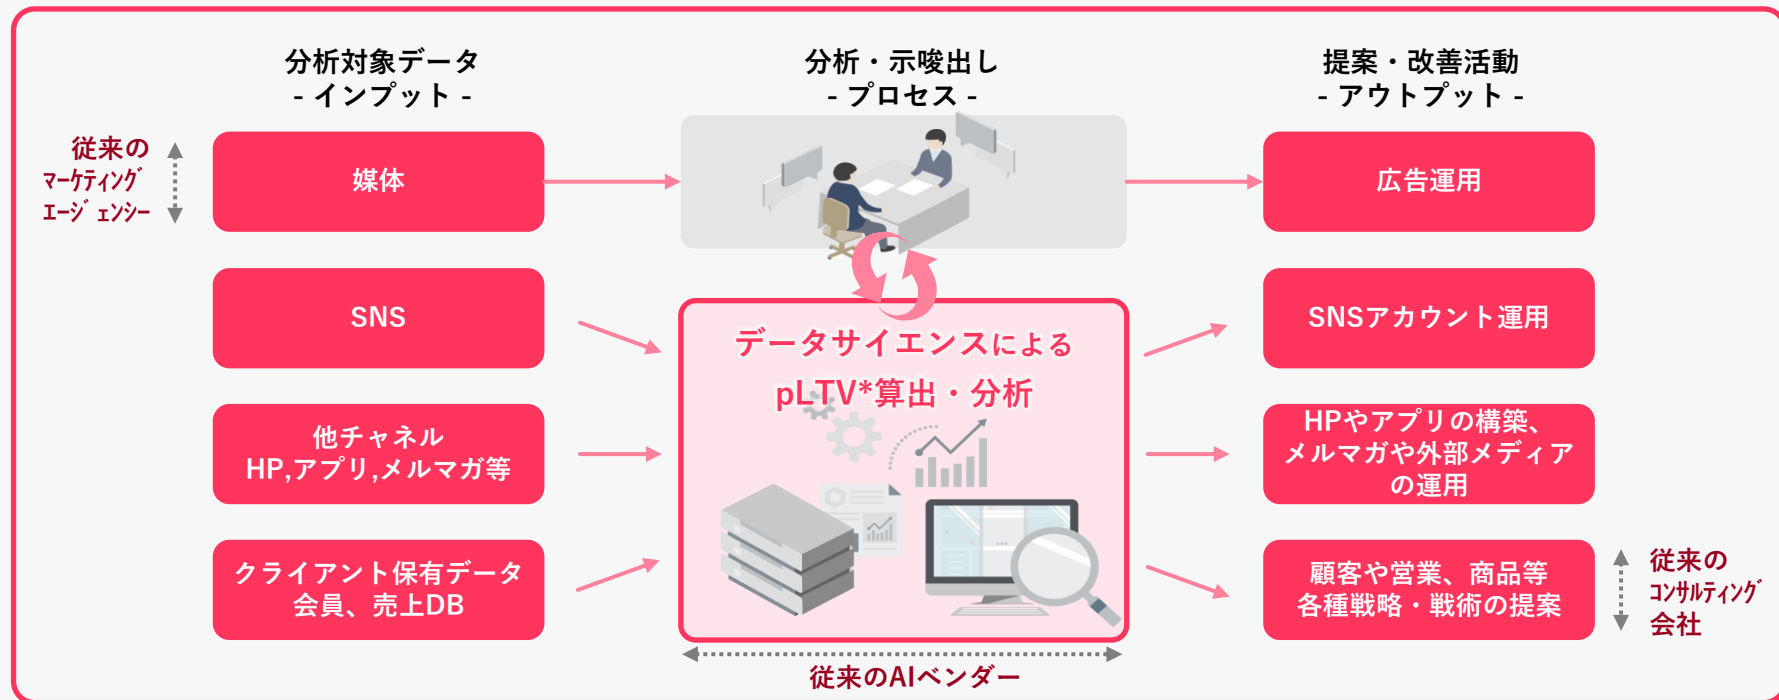 分析対象データ
- インプット -
分析・示唆出し
- プロセス -
提案・改善活動
- アウトプット -
従来の
ﾏｰｹﾃｨﾝｸﾞ
ｴｰｼﾞｪﾝｼｰ
媒体
広告運用
SNS
SNSアカウント運用
データサイエンスによる
pLTV*算出・分析
他チャネル
HP,アプリ,メルマガ等
HPやアプリの構築、
メルマガや外部メディア
の運用
クライアント保有データ
会員、売上DB
顧客や営業、商品等
各種戦略・戦術の提案
従来の
ｺﾝｻﾙﾃｨﾝｸﾞ
会社
従来のAIベンダー